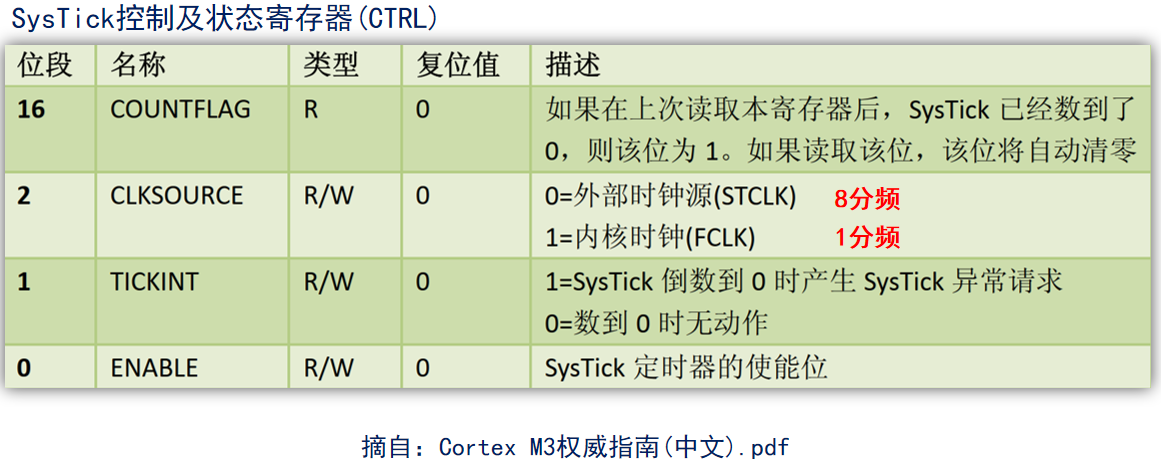 SysTick控制及状态寄存器(CTRL)
位段 名称 类型 复位值 描述
16 COUNTFLAG R 0 如果在上次读取本寄存器后，SysTick 已经数到了
0，则该位为 1。如果读取该位，该位将自动清零
2 CLKSOURCE R/W 0 0=外部时钟源(STCLK) 8分频
1=内核时钟(FCLK) 1分频
1 TICKINT R/W 0 1=SysTick 倒数到 0 时产生 SysTick 异常请求
0=数到 0 时无动作
0 ENABLE R/W 0 SysTick 定时器的使能位
摘自：Cortex M3权威指南(中文).pdf